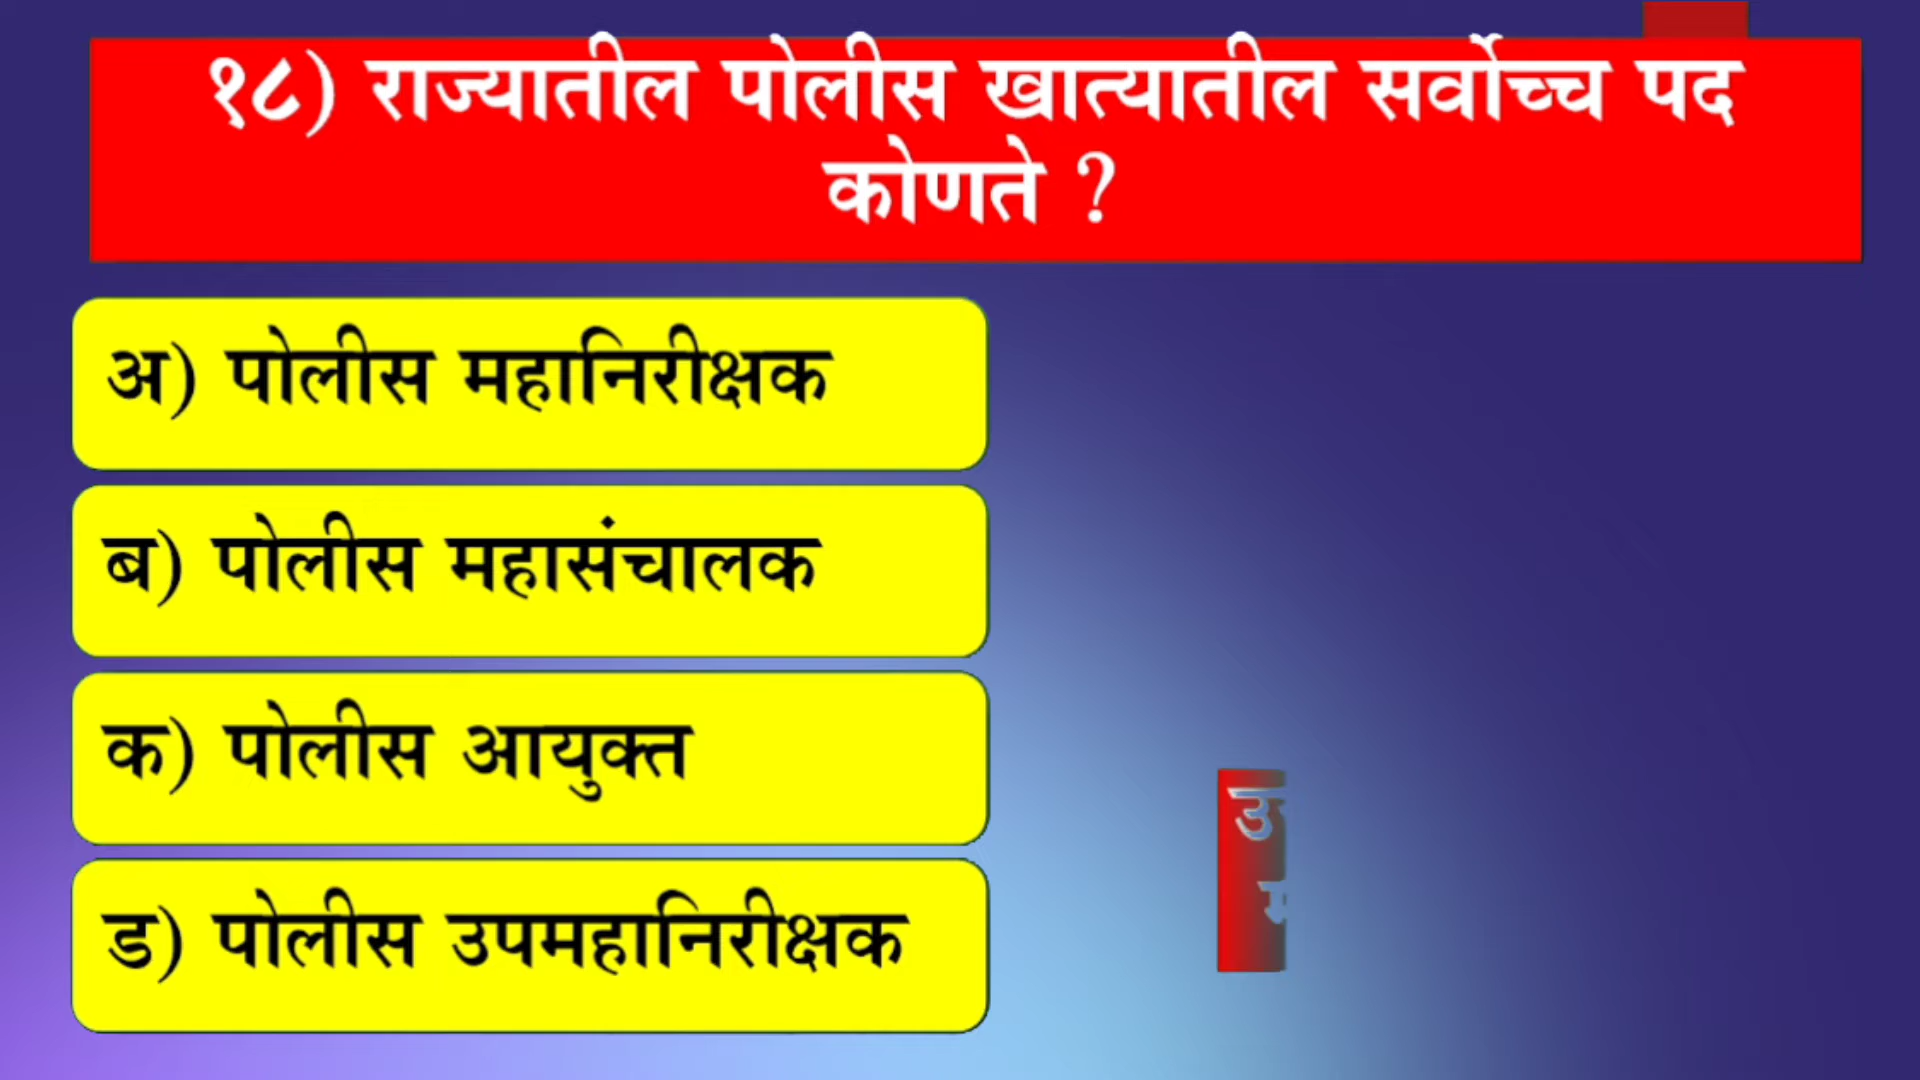 १८) राज्यातील पोलीस खात्यातील सर्वोच्च पद
कोणते ?
अ) पोलीस महानिरीक्षक
ब) पोलीस महासंचालक
क) पोलीस आयुक्त
ड) पोलीस उपमहानिरीक्षक
उ